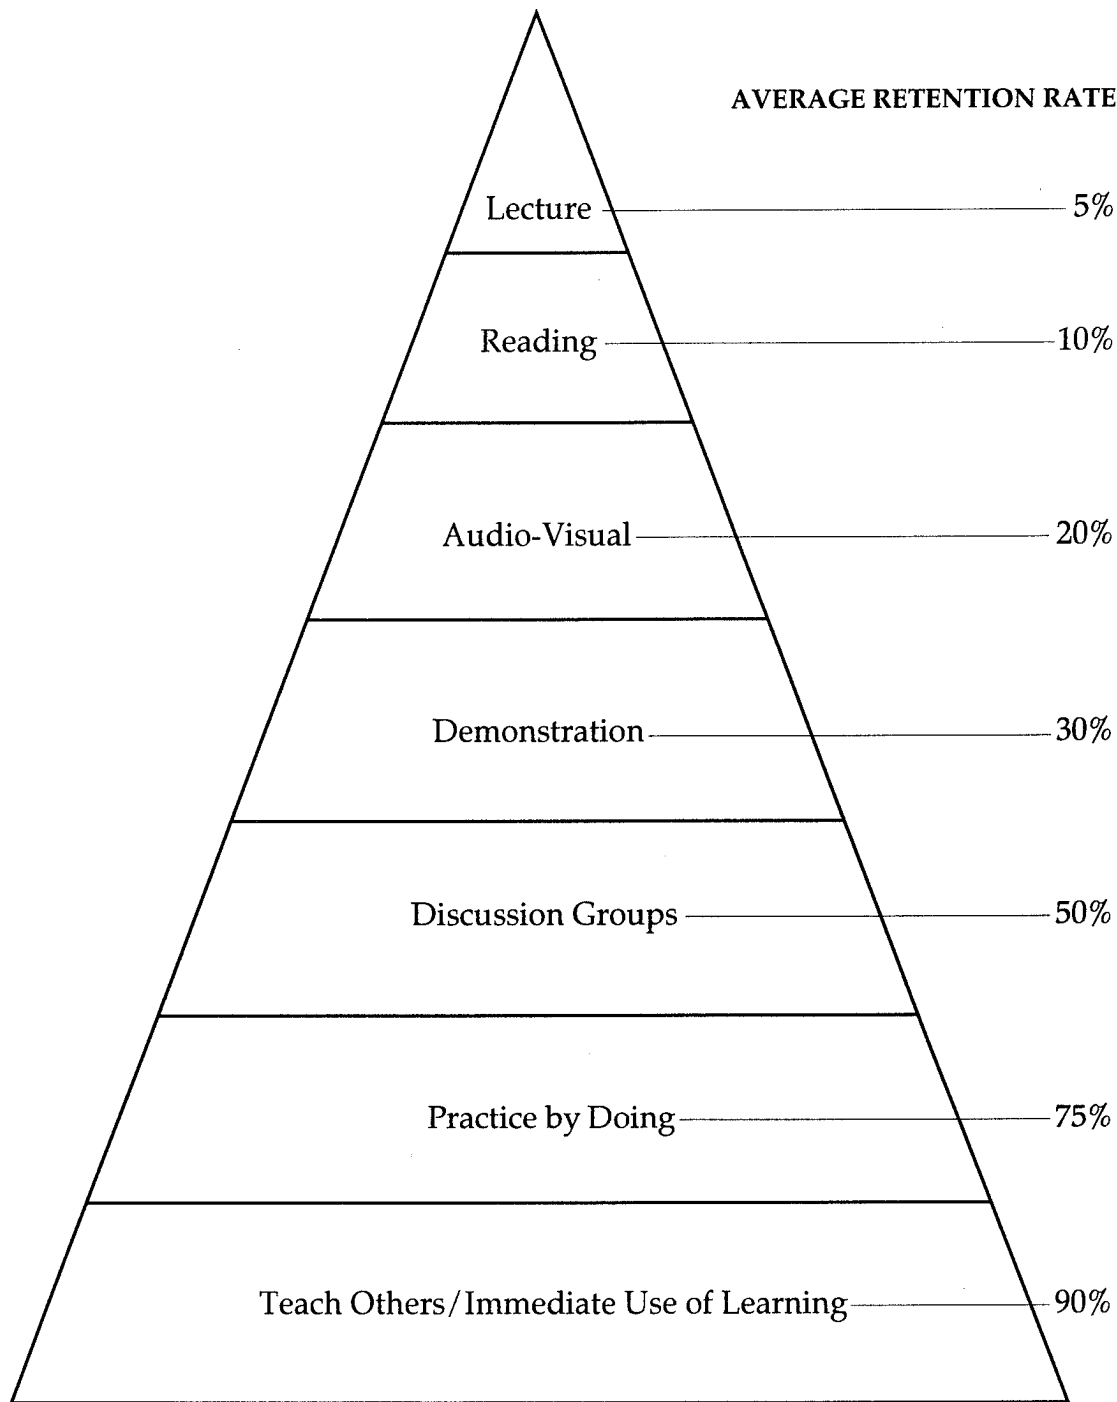 AVERAGE RETENTION RATE
Lecture 5%
Reading 10%
Audio-Visual 20%
Demonstration 30%
Discussion Groups 50%
Practice by Doing 75%
Teach Others/Immediate Use of Learning 90%